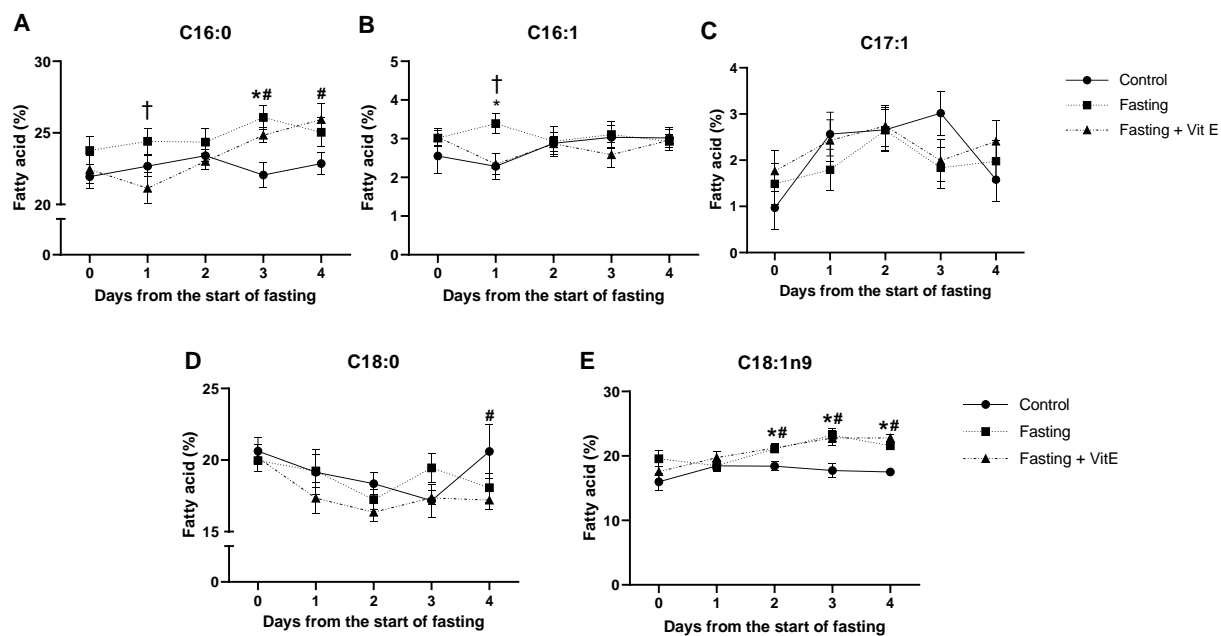 A
C16:0
Fatty acid (%)
30
25
20
0
†
*#
#
0 1 2 3 4
Days from the start of fasting
B
C16:1
Fatty acid (%)
5
4
3
2
1
0
†
*
0 1 2 3 4
Days from the start of fasting
C
C17:1
Fatty acid (%)
4
3
2
1
0
0 1 2 3 4
Days from the start of fasting
Control
Fasting
Fasting + Vit E
D
C18:0
Fatty acid (%)
25
20
15
0
#
0 1 2 3 4
Days from the start of fasting
E
C18:1n9
Fatty acid (%)
30
20
10
0
*# *# *#
0 1 2 3 4
Days from the start of fasting
Control
Fasting
Fasting + VitE